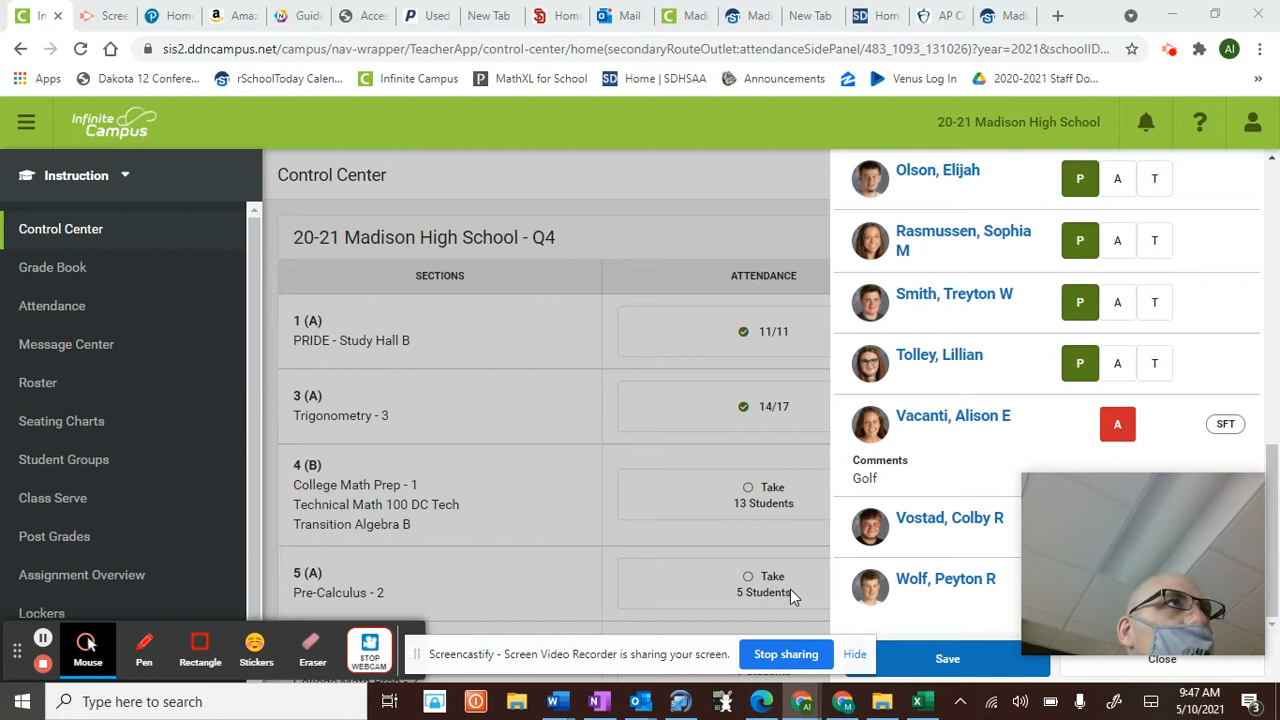 In
Scree
Home
Ama
Guida
Acce
Used
New Tab
Hom
Mail
Madi
Madi
New Tab
SD Hom
AP C
Madi
sis2.ddncampus.net/campus/nav-wrapper/TeacherApp/control-center/home(secondaryRouteOutlet:attendanceSidePanel/483_1093_131026)?year=2021&schoolID...
AI
Apps
Dakota 12 Confere...
rSchoolToday Calen...
Infinite Campus
MathXL for School
SD Home | SDHSAA
Announcements
Venus Log In
2020-2021 Staff Do...
»
Infinite
Campus
20-21 Madison High School
Instruction
Control Center
Grade Book
Attendance
Message Center
Roster
Seating Charts
Student Groups
Class Serve
Post Grades
Assignment Overview
Lockers
Control Center
20-21 Madison High School - Q4
SECTIONS ATTENDANCE
1 (A)
PRIDE - Study Hall B
11/11
3 (A)
Trigonometry - 3
14/17
4 (B)
College Math Prep - 1
Technical Math 100 DC Tech
Transition Algebra B
Take
13 Students
5 (A)
Pre-Calculus - 2
Take
5 Students
Olson, Elijah P A T
Rasmussen, Sophia
M
P A T
Smith, Treyton W P A T
Tolley, Lillian P A T
Vacanti, Alison E A SFT
Comments
Golf
Vostad, Colby R
Wolf, Peyton R
Save
Close
Mouse
Pen
Rectangle
Stickers
Eraser
STOP
WEBCAM
Screencastify - Screen Video Recorder is sharing your screen.
Stop sharing
Hide
Type here to search
9:47 AM
5/10/2021
3